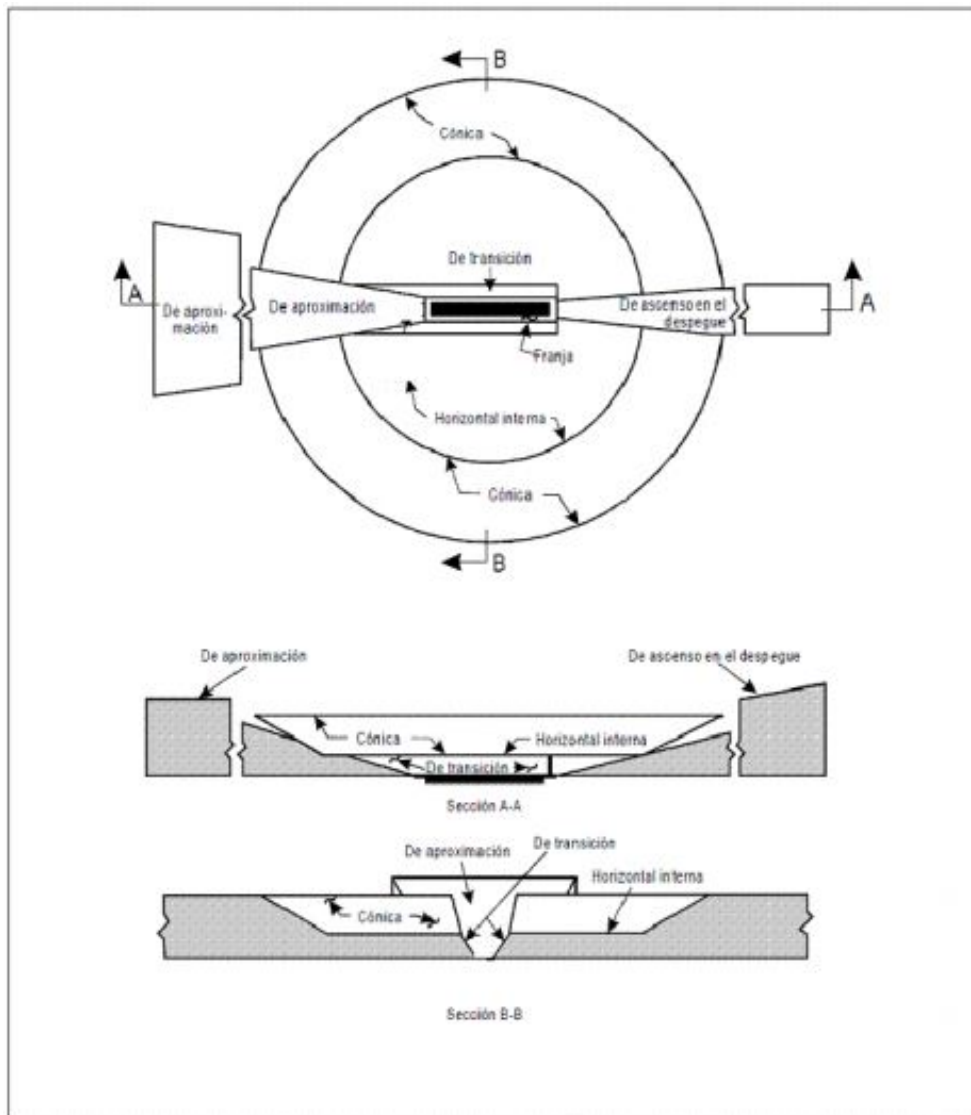 B
Cónica
De transición
A
De aproxi-
mación
De aproximación
De ascenso en el
despegue
A
Franja
Horizontal interna
Cónica
B
De aproximación
De ascenso en el despegue
Cónica
Horizontal interna
De transición
Sección A-A
De transición
De aproximación
Horizontal interna
Cónica
Sección B-B